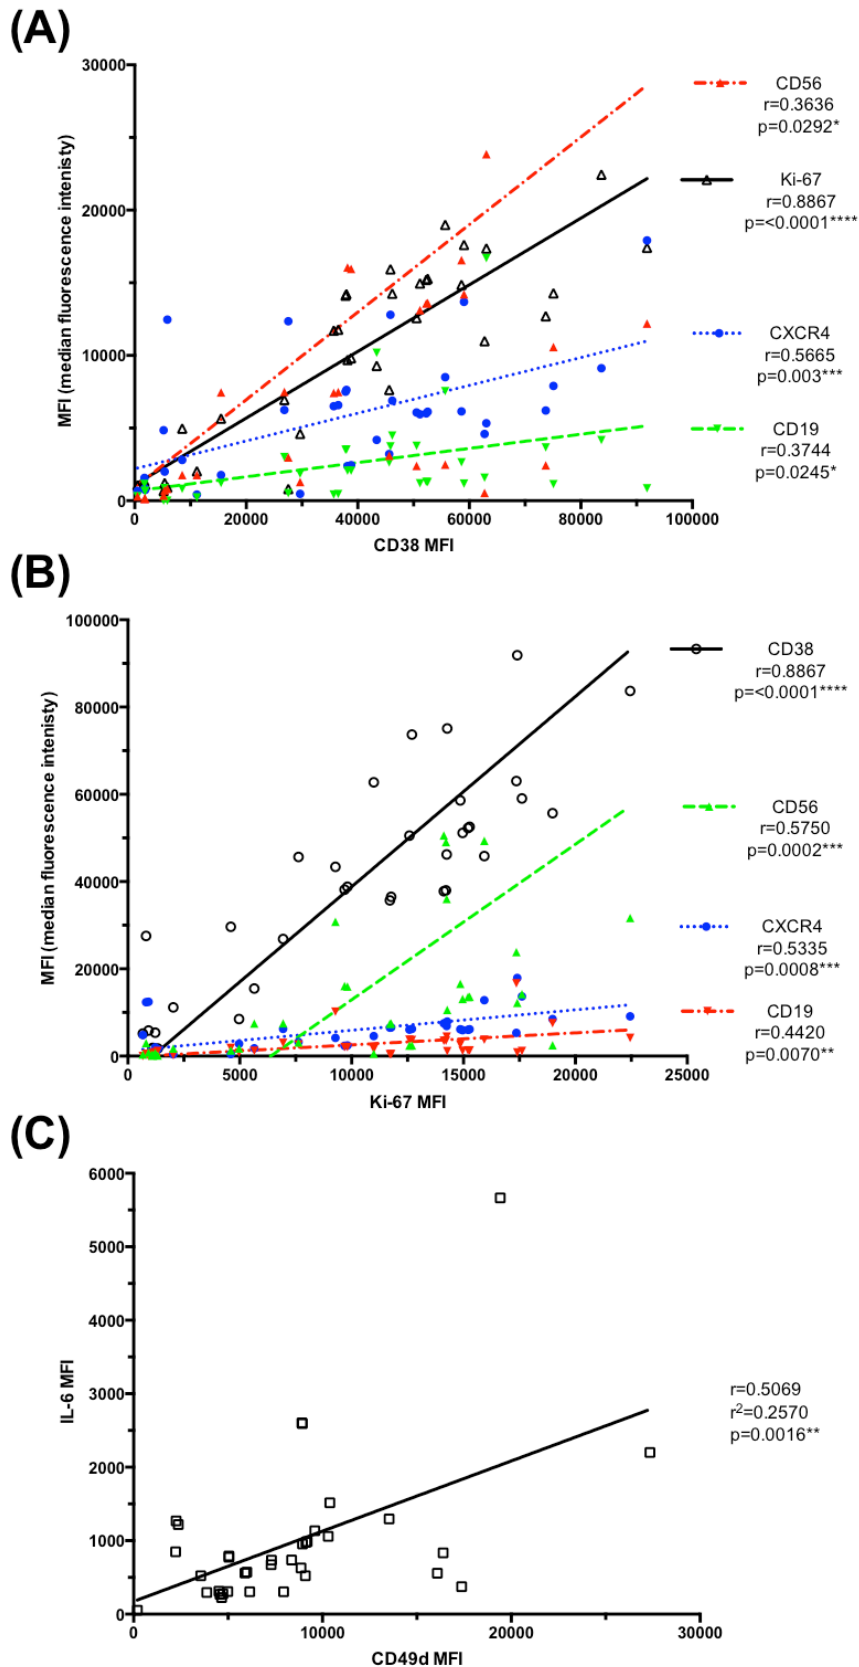 (A)
30000
20000
10000
0
MFI (median fluorescence intenisty)
0 20000 40000 60000 80000 100000
CD38 MFI
CD56
r=0.3636
p=0.0292*
Ki-67
r=0.8867
p=<0.0001****
CXCR4
r=0.5665
p=0.003***
CD19
r=0.3744
p=0.0245*
(B)
100000
80000
60000
40000
20000
0
MFI (median fluorescence intenisty)
0 5000 10000 15000 20000 25000
Ki-67 MFI
CD38
r=0.8867
p=<0.0001****
CD56
r=0.5750
p=0.0002***
CXCR4
r=0.5335
p=0.0008***
CD19
r=0.4420
p=0.0070**
(C)
6000
5000
4000
3000
2000
1000
0
IL-6 MFI
0 10000 20000 30000
CD49d MFI
r=0.5069
r²=0.2570
p=0.0016**